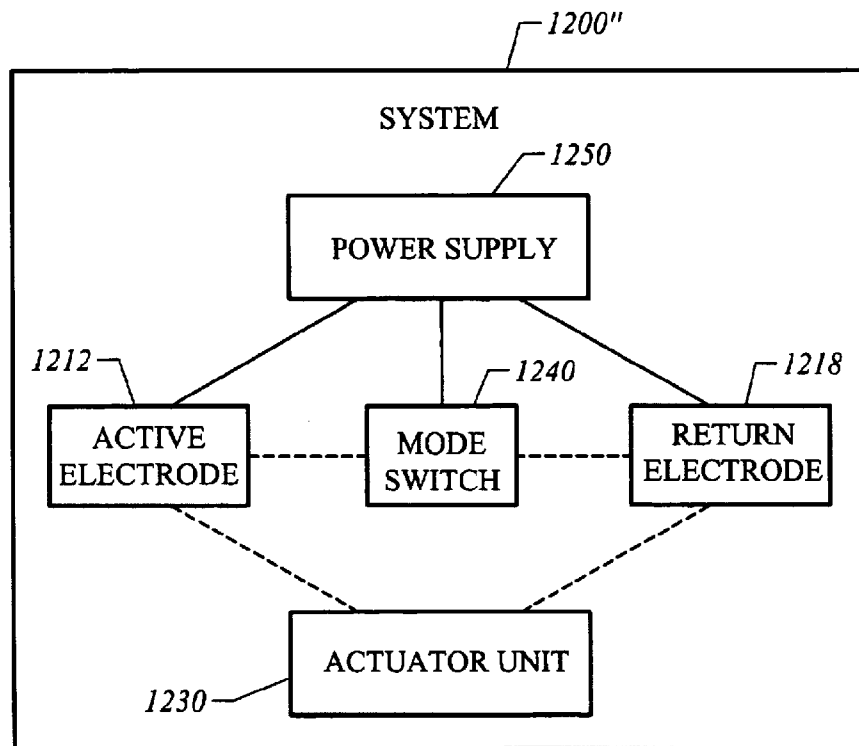 1200"
SYSTEM
1250
POWER SUPPLY
1212
1240
1218
ACTIVE
ELECTRODE
MODE
SWITCH
RETURN
ELECTRODE
ACTUATOR UNIT
1230